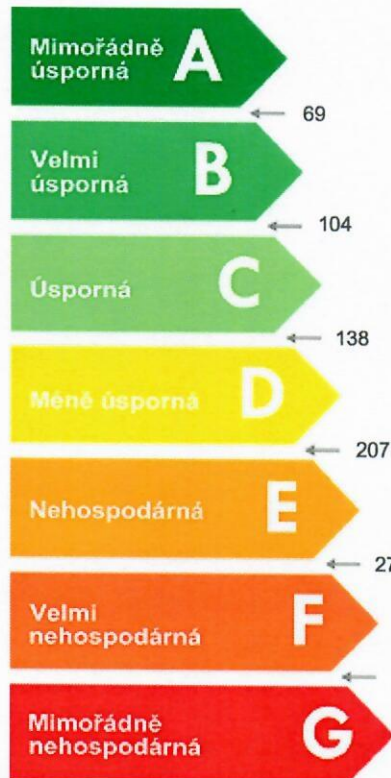 Mimořádně
úsporná
A
69
Velmi
úsporná
B
104
Úsporná
C
138
Méně úsporná
D
207
Nehospodárná
E
Velmi
nehospodárná
F
Mimořádně
nehospodárná
G